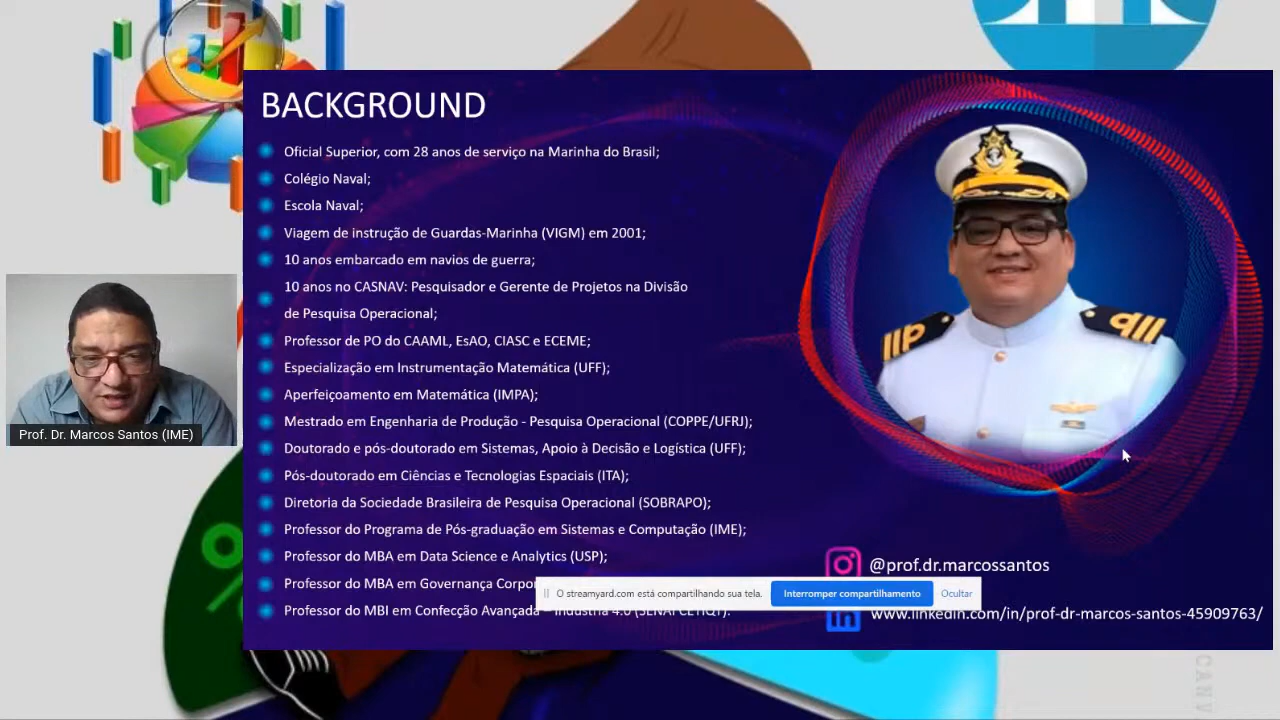 BACKGROUND
Oficial Superior, com 28 anos de serviço na Marinha do Brasil;
Colégio Naval;
Escola Naval;
Viagem de instrução de Guardas-Marinha (VIGM) em 2001;
10 anos embarcado em navios de guerra;
10 anos no CASNAV: Pesquisador e Gerente de Projetos na Divisão
de Pesquisa Operacional;
Professor de PO do CAAML, EsAO, CIASC e ECEME;
Especialização em Instrumentação Matemática (UFF);
Aperfeiçoamento em Matemática (IMPA);
Mestrado em Engenharia de Produção - Pesquisa Operacional (COPPE/UFRJ);
Doutorado e pós-doutorado em Sistemas, Apoio à Decisão e Logística (UFF);
Pós-doutorado em Ciências e Tecnologias Espaciais (ITA);
Diretoria da Sociedade Brasileira de Pesquisa Operacional (SOBRAPO);
Professor do Programa de Pós-graduação em Sistemas e Computação (IME);
Professor do MBA em Data Science e Analytics (USP);
Professor do MBA em Governança
Professor do MBI em Confecção Avançada – Indústria 4.0 (SENAI CETIQT).
@prof.dr.marcossantos
www.linkedin.com/in/prof-dr-marcos-santos-45909763/
O streamyard.com está compartilhando sua tela.
Interromper compartilhamento
Ocultar
Prof. Dr. Marcos Santos (IME)
%
CANV